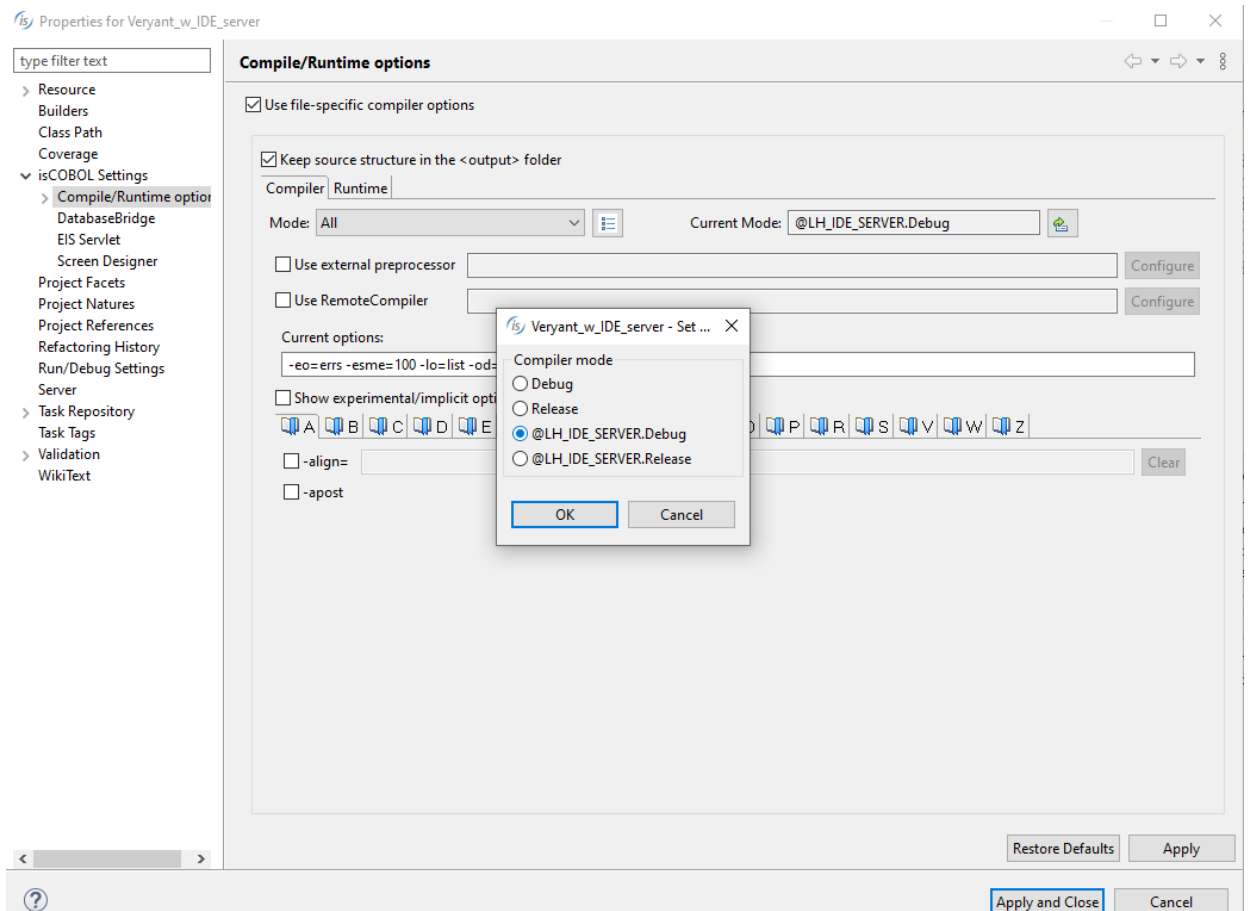 Properties for Veryant_w_IDE_server
type filter text
Resource
Builders
Class Path
Coverage
isCOBOL Settings
Compile/Runtime option
DatabaseBridge
EIS Servlet
Screen Designer
Project Facets
Project Natures
Project References
Refactoring History
Run/Debug Settings
Server
Task Repository
Task Tags
Validation
WikiText
Compile/Runtime options
Use file-specific compiler options
Keep source structure in the <output> folder
Compiler Runtime
Mode: All Current Mode: @LH_IDE_SERVER.Debug
Use external preprocessor Configure
Use RemoteCompiler Configure
Current options:
-eo=errs -esme=100 -lo=list -od=
Show experimental/implicit opti
A B C D E P R S V W Z
-align= Clear
-apost
is Veryant_w_IDE_server - Set ...
Compiler mode
Debug
Release
@LH_IDE_SERVER.Debug
@LH_IDE_SERVER.Release
OK Cancel
Restore Defaults Apply
Apply and Close Cancel